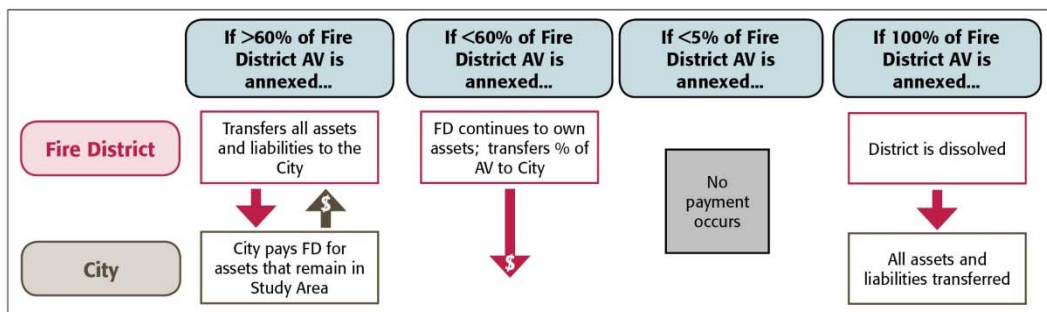 If >60% of Fire
District AV is
annexed...
If <60% of Fire
District AV is
annexed...
If <5% of Fire
District AV is
annexed...
If 100% of Fire
District AV is
annexed...
Fire District
Transfers all assets
and liabilities to the
City
FD continues to own
assets; transfers % of
AV to City
No
payment
occurs
District is dissolved
$
$
City
City pays FD for
assets that remain in
Study Area
All assets and
liabilities transferred